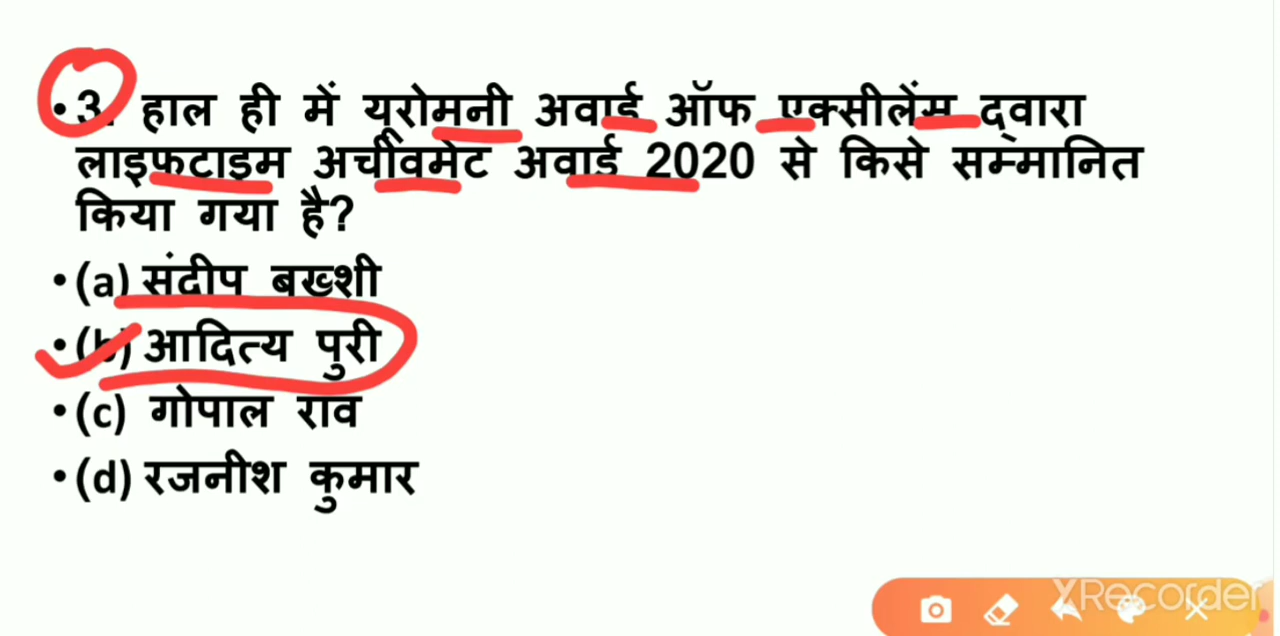 • 3. हाल ही में यूरोमनी अवार्ड ऑफ एक्सीलेंस द्वारा
लाइफटाइम अचीवमेंट अवार्ड 2020 से किसे सम्मानित
किया गया है?
• (a) संदीप बख्शी
• (b) आदित्य पुरी
• (c) गोपाल राव
• (d) रजनीश कुमार
XRecorder